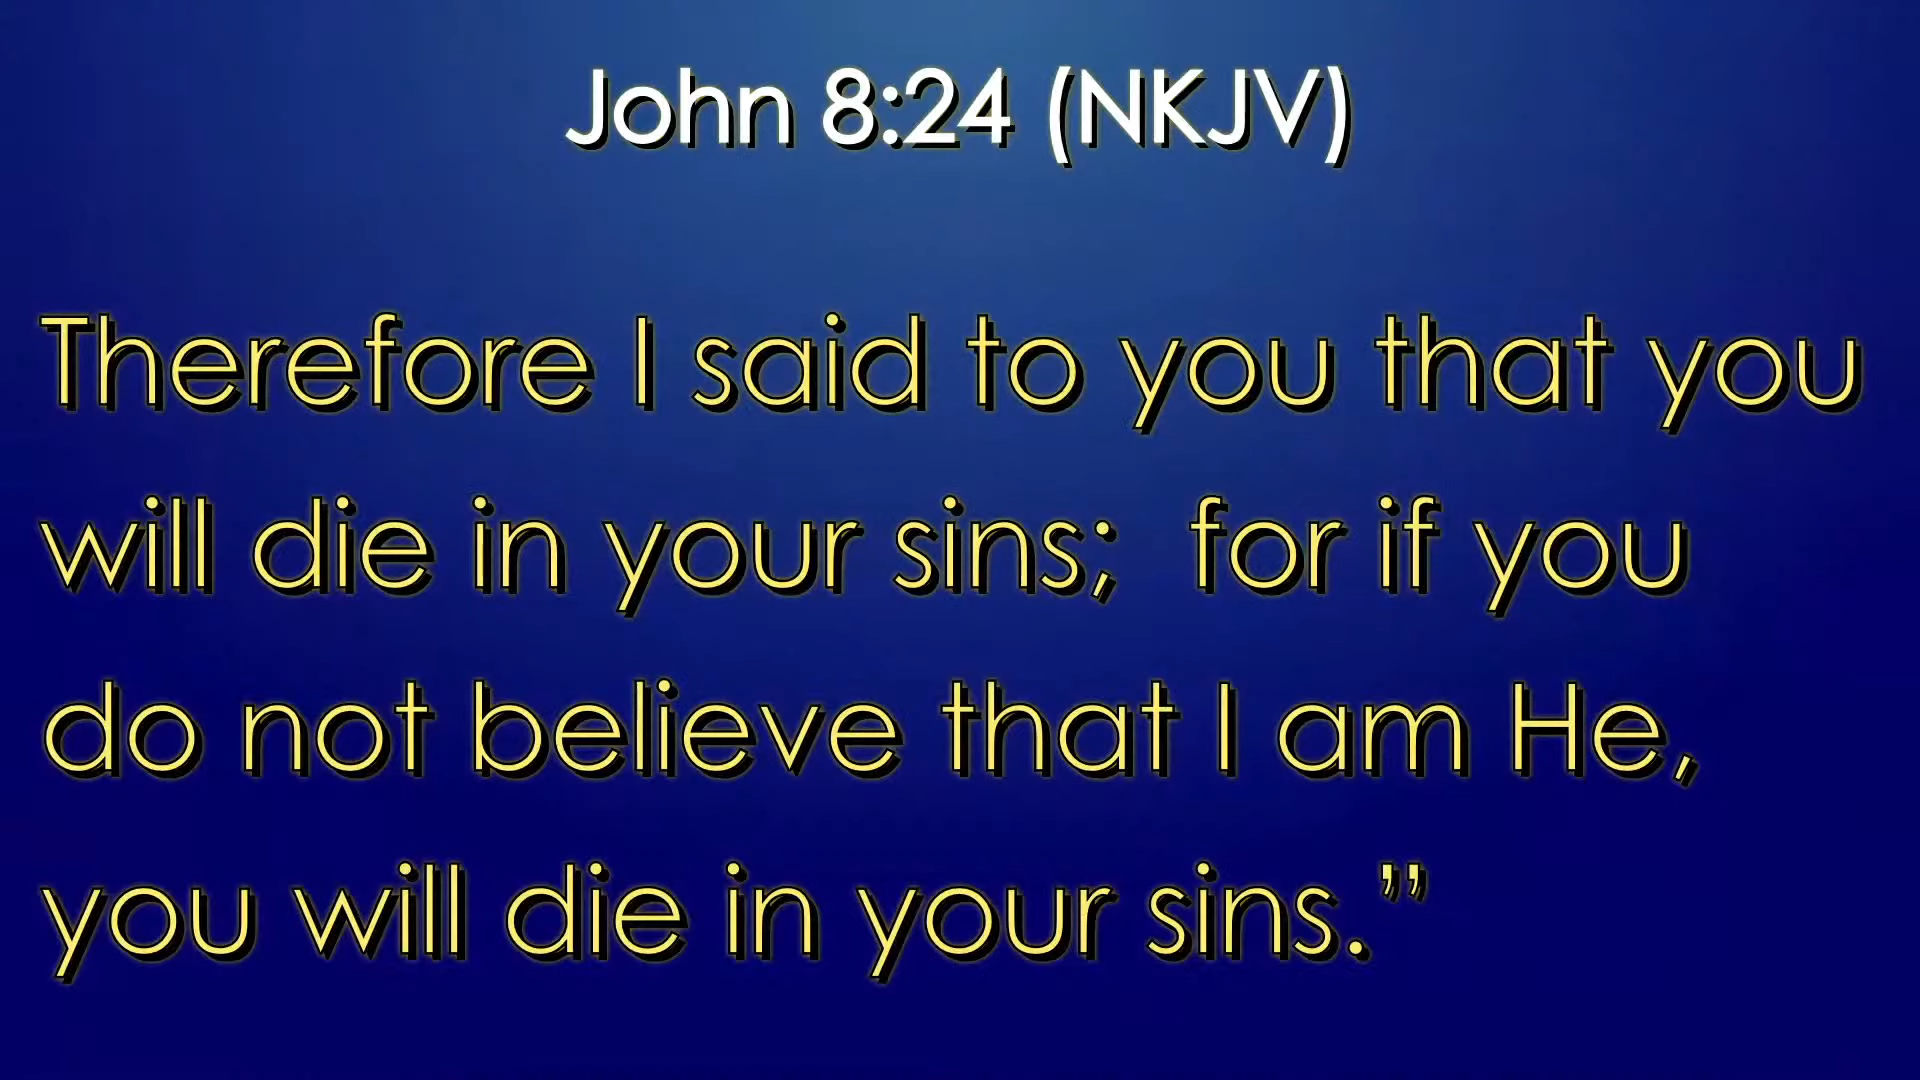 John 8:24 (NKJV)
Therefore I said to you that you
will die in your sins;  for if you
do not believe that I am He,
you will die in your sins.”